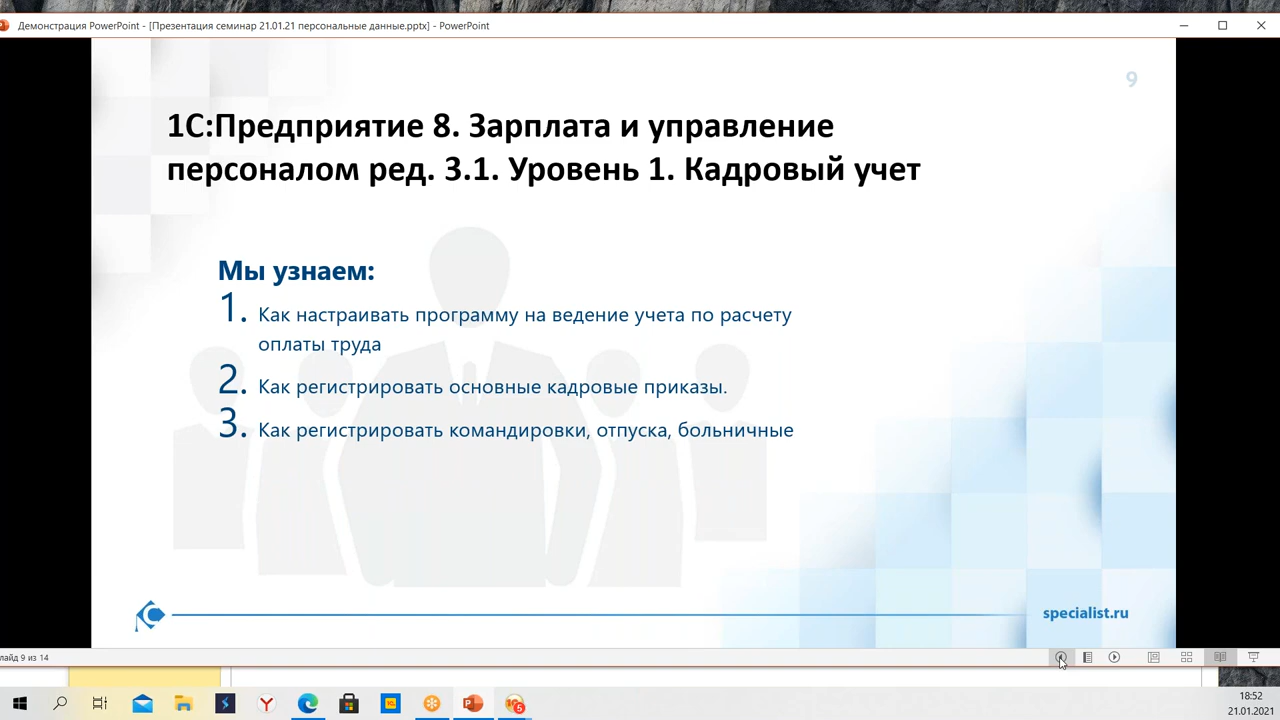 Демонстрация PowerPoint - [Презентация семинар 21.01.21 персональные данные.pptx] - PowerPoint
9
1С:Предприятие 8. Зарплата и управление
персоналом ред. 3.1. Уровень 1. Кадровый учет
Мы узнаем:
1. Как настраивать программу на ведение учета по расчету
оплаты труда
2. Как регистрировать основные кадровые приказы.
3. Как регистрировать командировки, отпуска, больничные
specialist.ru
лайд 9 из 14
18:52
21.01.2021